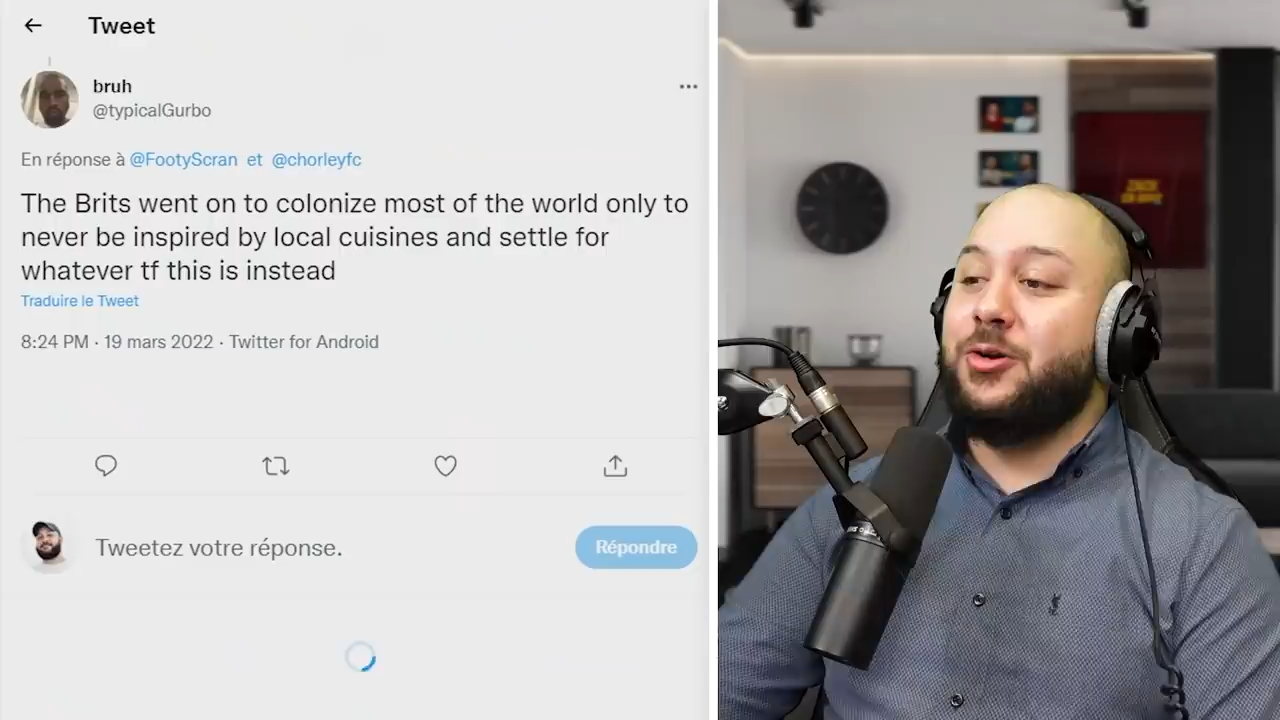 Tweet
bruh
@typicalGurbo
En réponse à @FootyScran et @chorleyfc
The Brits went on to colonize most of the world only to
never be inspired by local cuisines and settle for
whatever tf this is instead
Traduire le Tweet
8:24 PM · 19 mars 2022 · Twitter for Android
Tweetez votre réponse.
Répondre